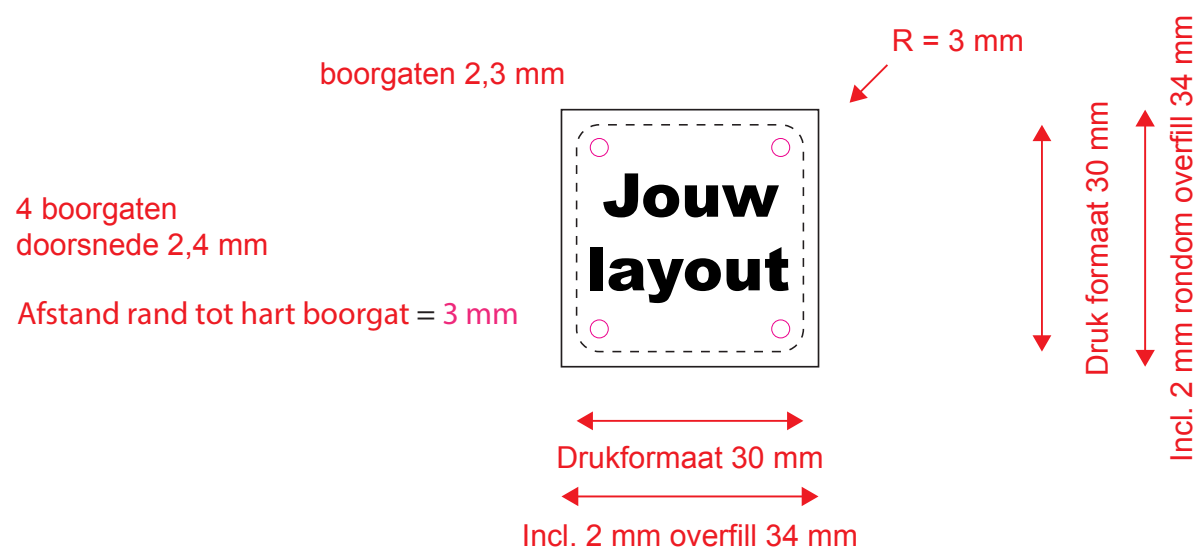 R = 3 mm
boorgaten 2,3 mm
4 boorgaten
doorsnede 2,4 mm
Afstand rand tot hart boorgat = 3 mm
Jouw
layout
Druk formaat 30 mm
Incl. 2 mm rondom overfill 34 mm
Drukformaat 30 mm
Incl. 2 mm overfill 34 mm